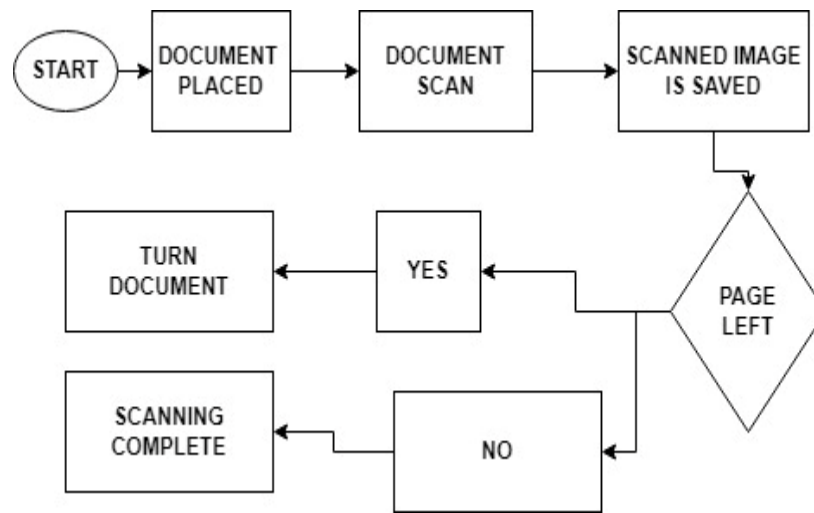 START
DOCUMENT
PLACED
DOCUMENT
SCAN
SCANNED IMAGE
IS SAVED
PAGE
LEFT
YES
TURN
DOCUMENT
NO
SCANNING
COMPLETE